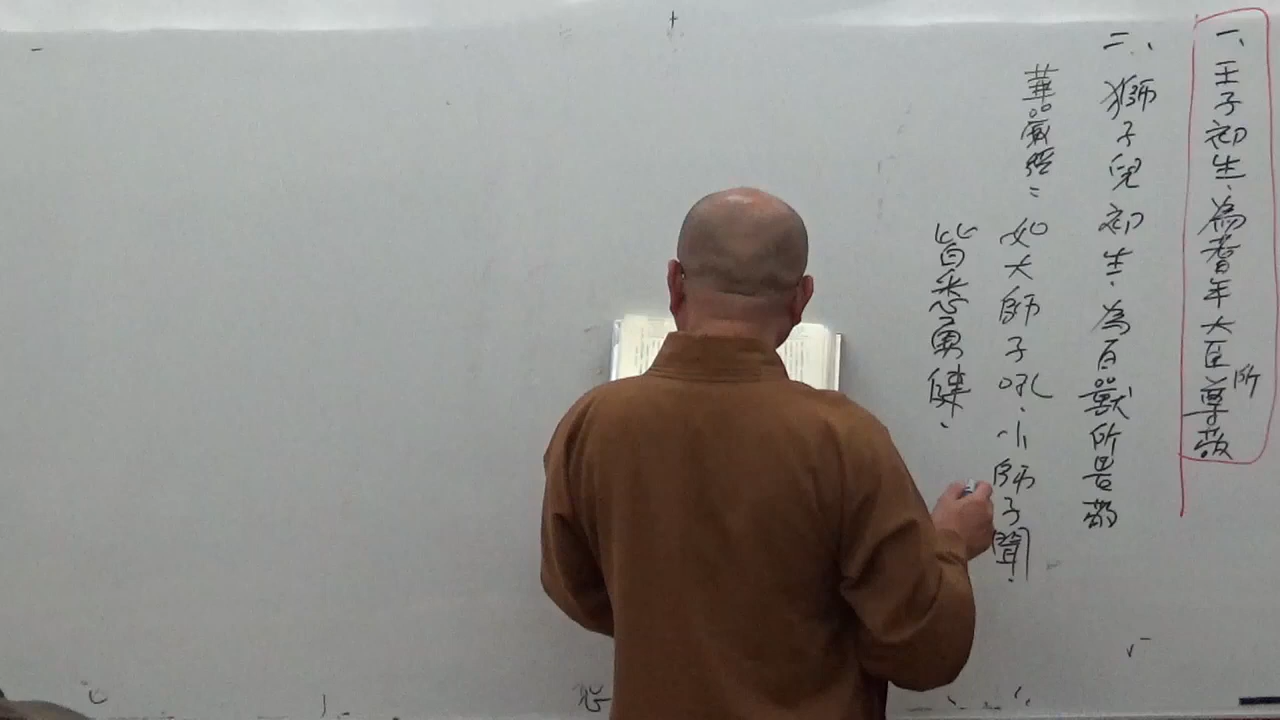 一、王子初生，為耆年大臣所尊敬
二、獅子兒初生，為百獸所畏
華嚴經：如大師子吼，小師子聞，
皆悉勇健，